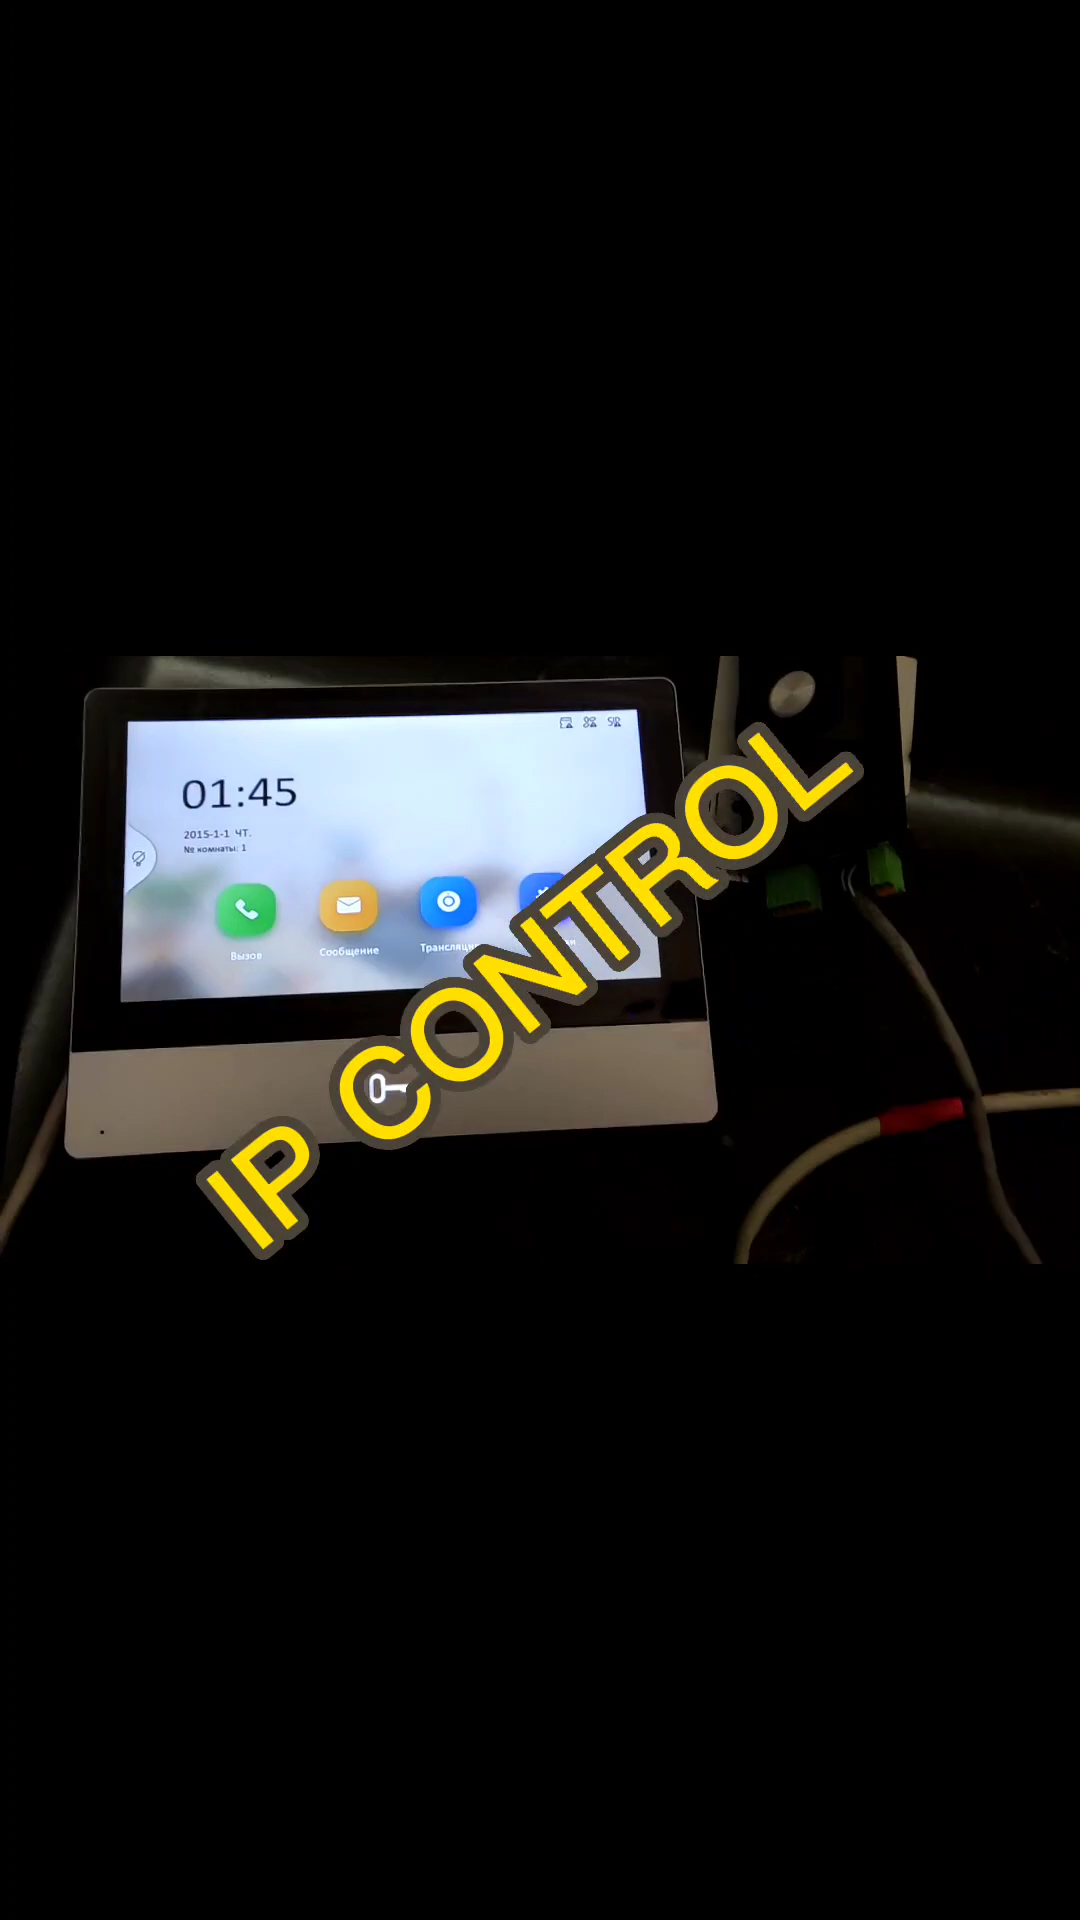 01:45
2015-1-1 ЧТ.
№ комнаты: 1
Вызов
Сообщение
IP CONTROL